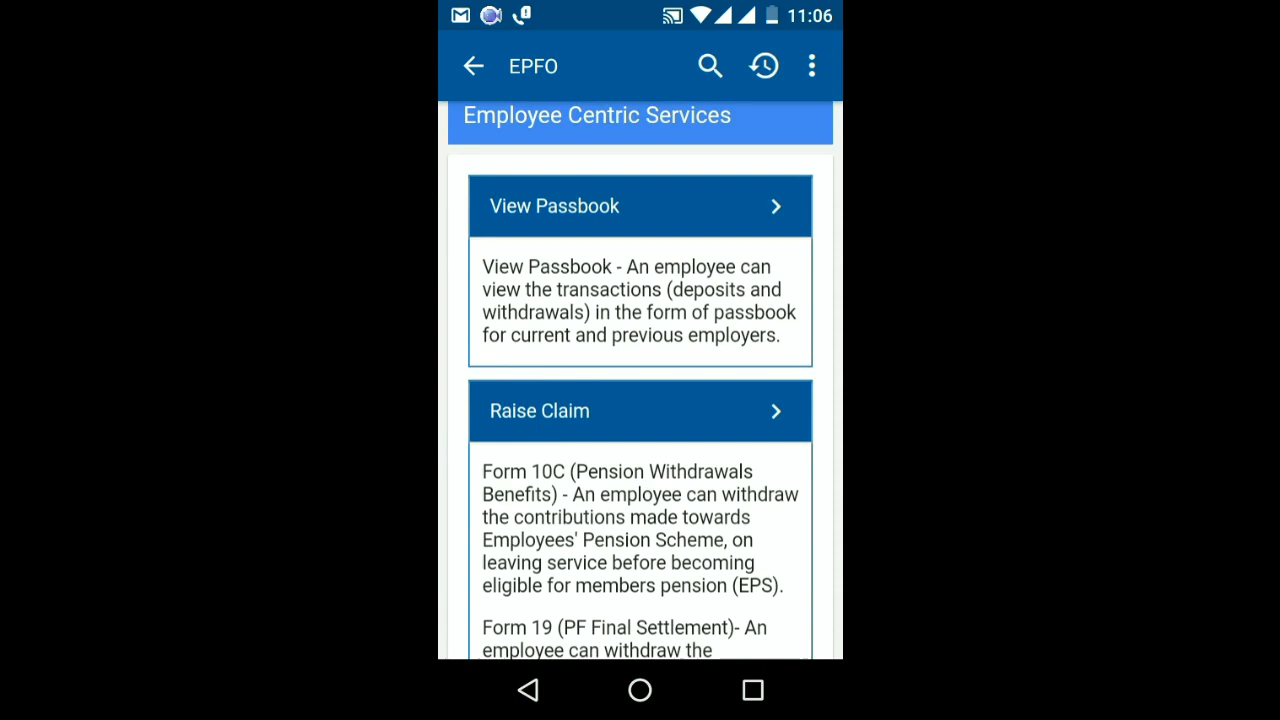 11:06
EPFO
Employee Centric Services
View Passbook
View Passbook - An employee can
view the transactions (deposits and
withdrawals) in the form of passbook
for current and previous employers.
Raise Claim
Form 10C (Pension Withdrawals
Benefits) - An employee can withdraw
the contributions made towards
Employees' Pension Scheme, on
leaving service before becoming
eligible for members pension (EPS).
Form 19 (PF Final Settlement)- An
employee can withdraw the